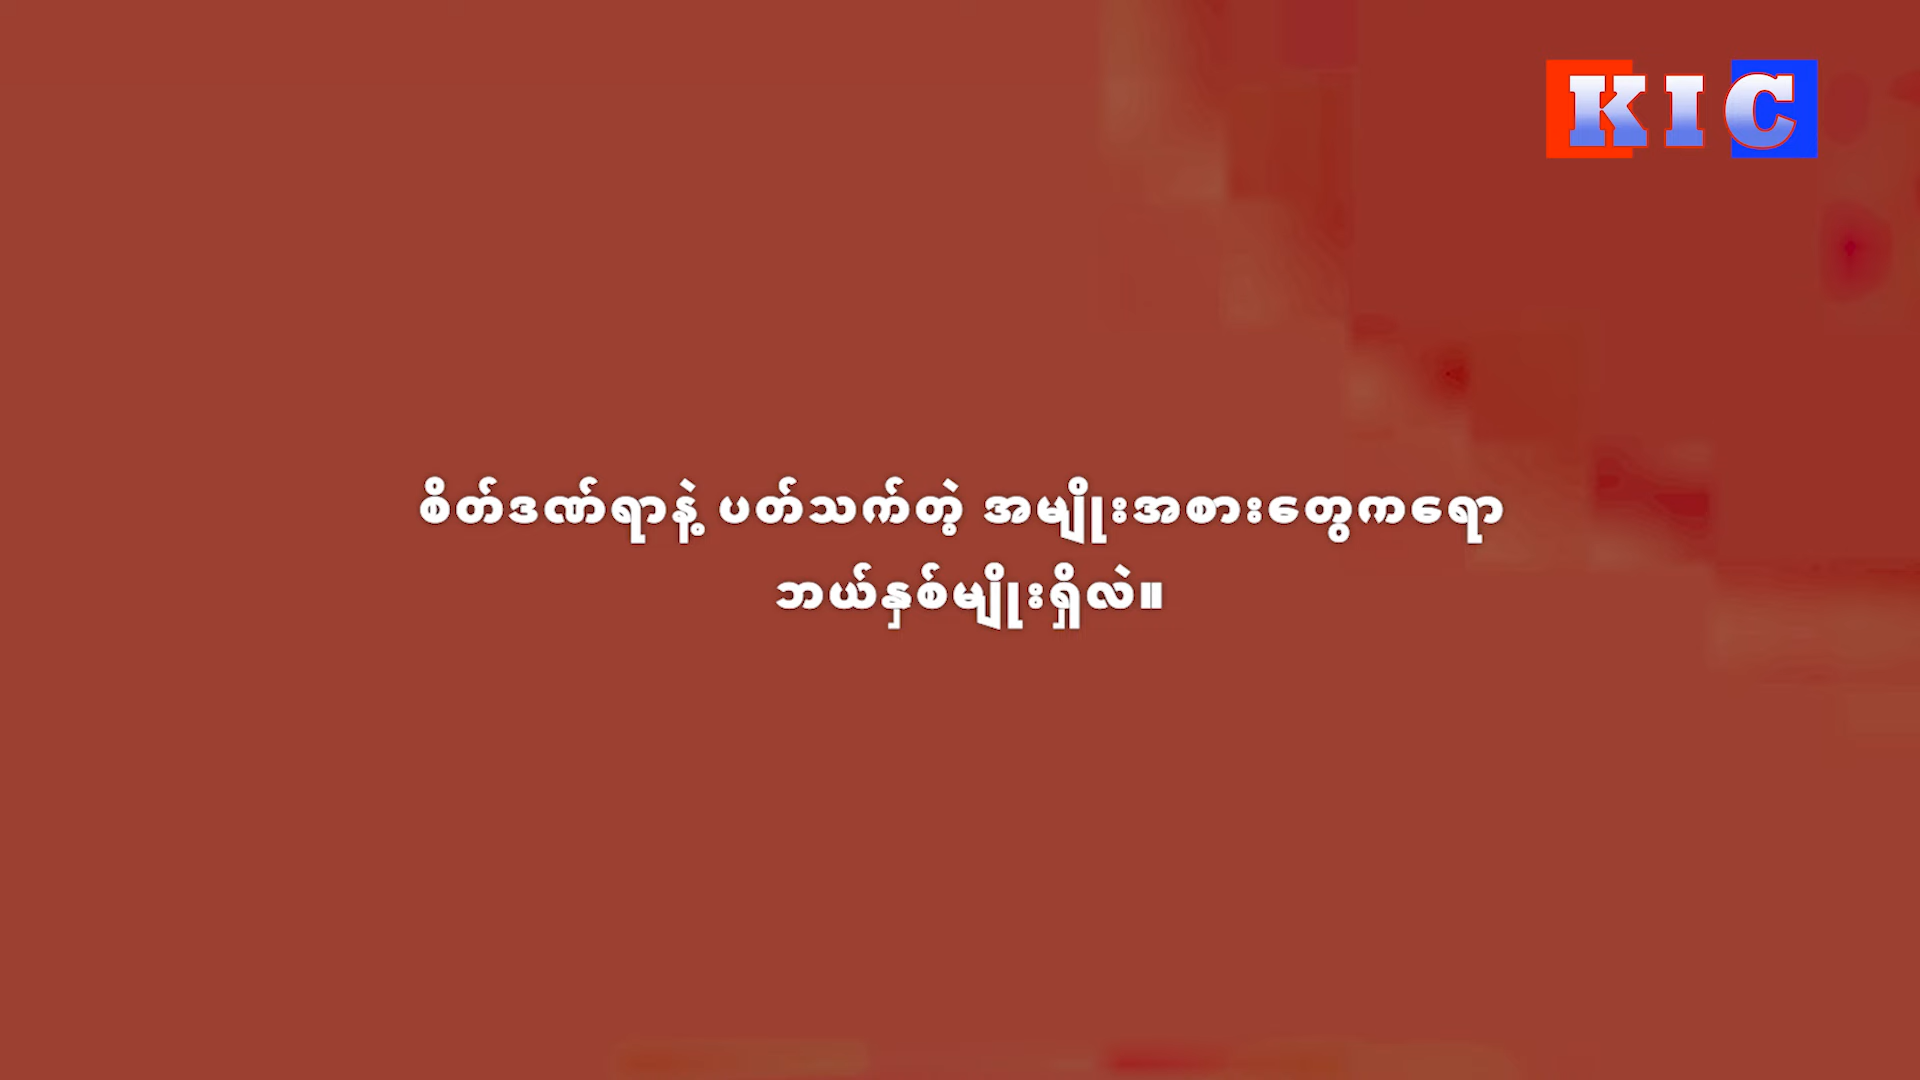 KIC
စိတ်ဒဏ်ရာနဲ့ ပတ်သက်တဲ့ အမျိုးအစားတွေကရော
ဘယ်နှစ်မျိုးရှိလဲ။